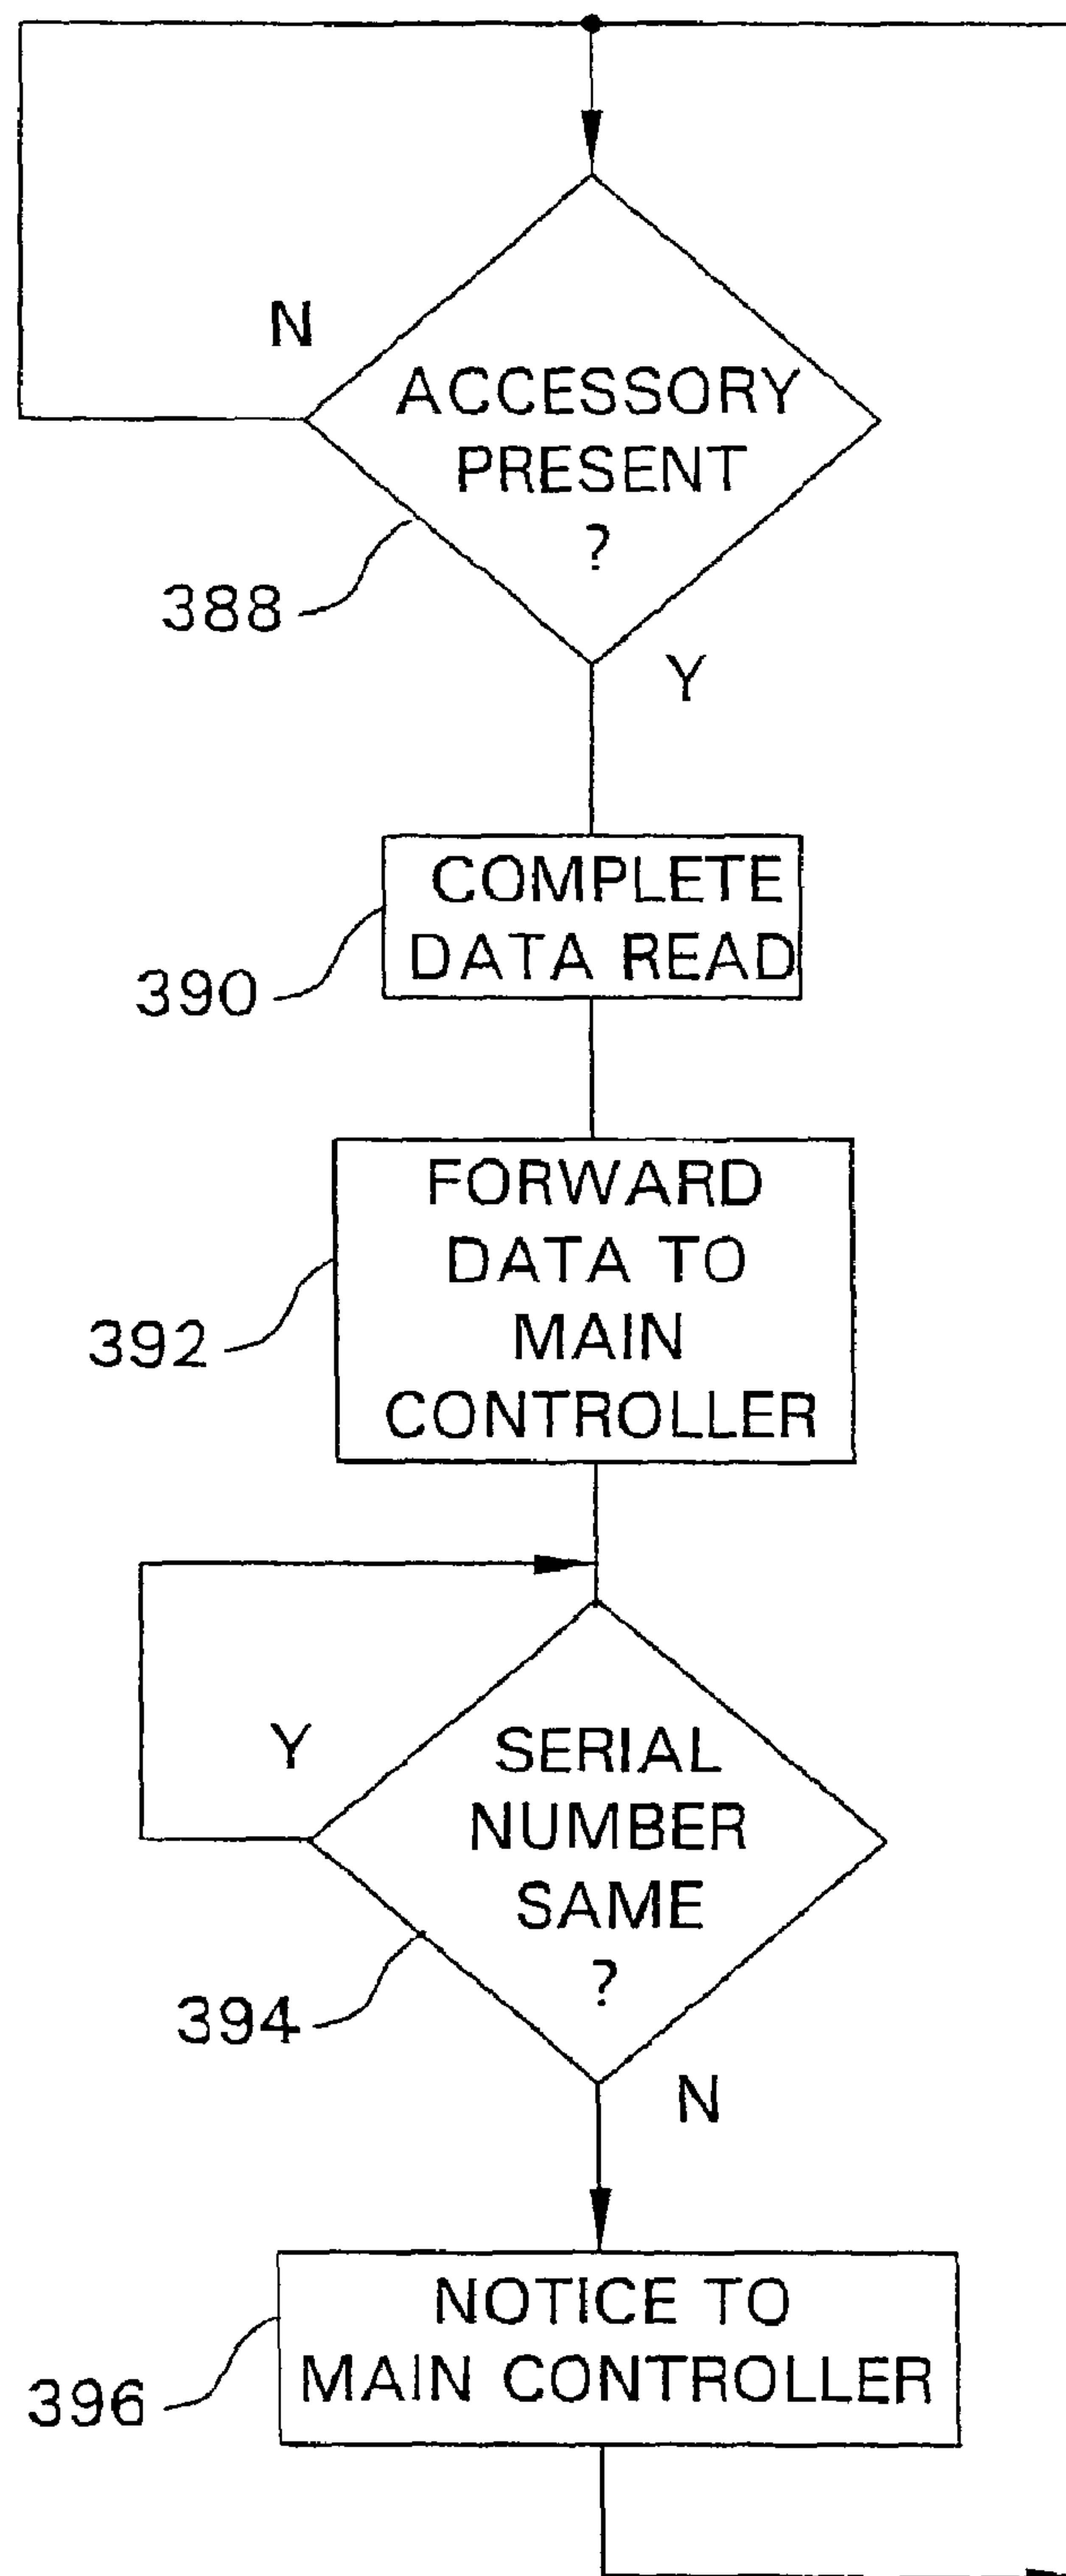 N
ACCESSORY
PRESENT
?
388
Y
COMPLETE
DATA READ
390
FORWARD
DATA TO
MAIN
CONTROLLER
392
Y
SERIAL
NUMBER
SAME
?
394
N
NOTICE TO
MAIN CONTROLLER
396